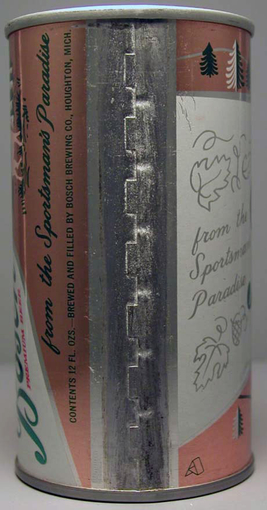 from the Sportsman's Paradise
CONTENTS 12 FL. OZS. — BREWED AND FILLED BY BOSCH BREWING CO., HOUGHTON, MICH.
from the
Sportsman
Paradise